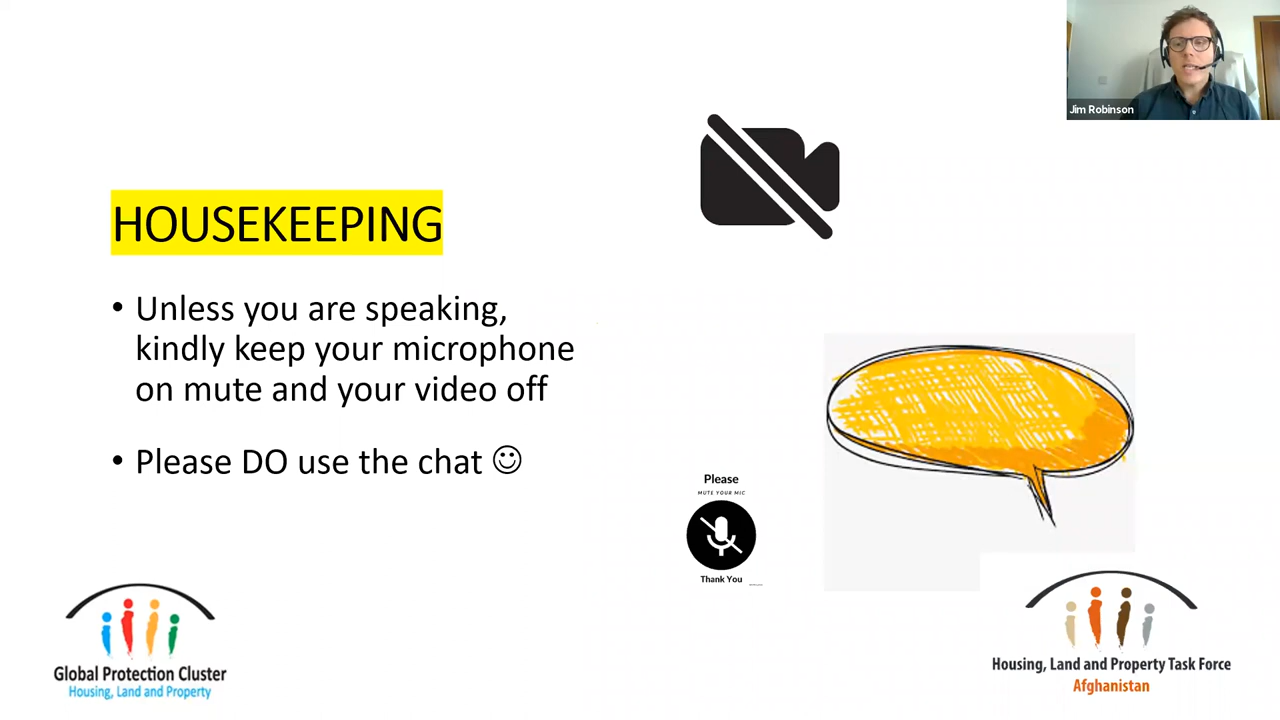 Jim Robinson
HOUSEKEEPING
• Unless you are speaking,
kindly keep your microphone
on mute and your video off
• Please DO use the chat ☺
Please
MUTE YOUR MIC
Thank You
Global Protection Cluster
Housing, Land and Property
Housing, Land and Property Task Force
Afghanistan